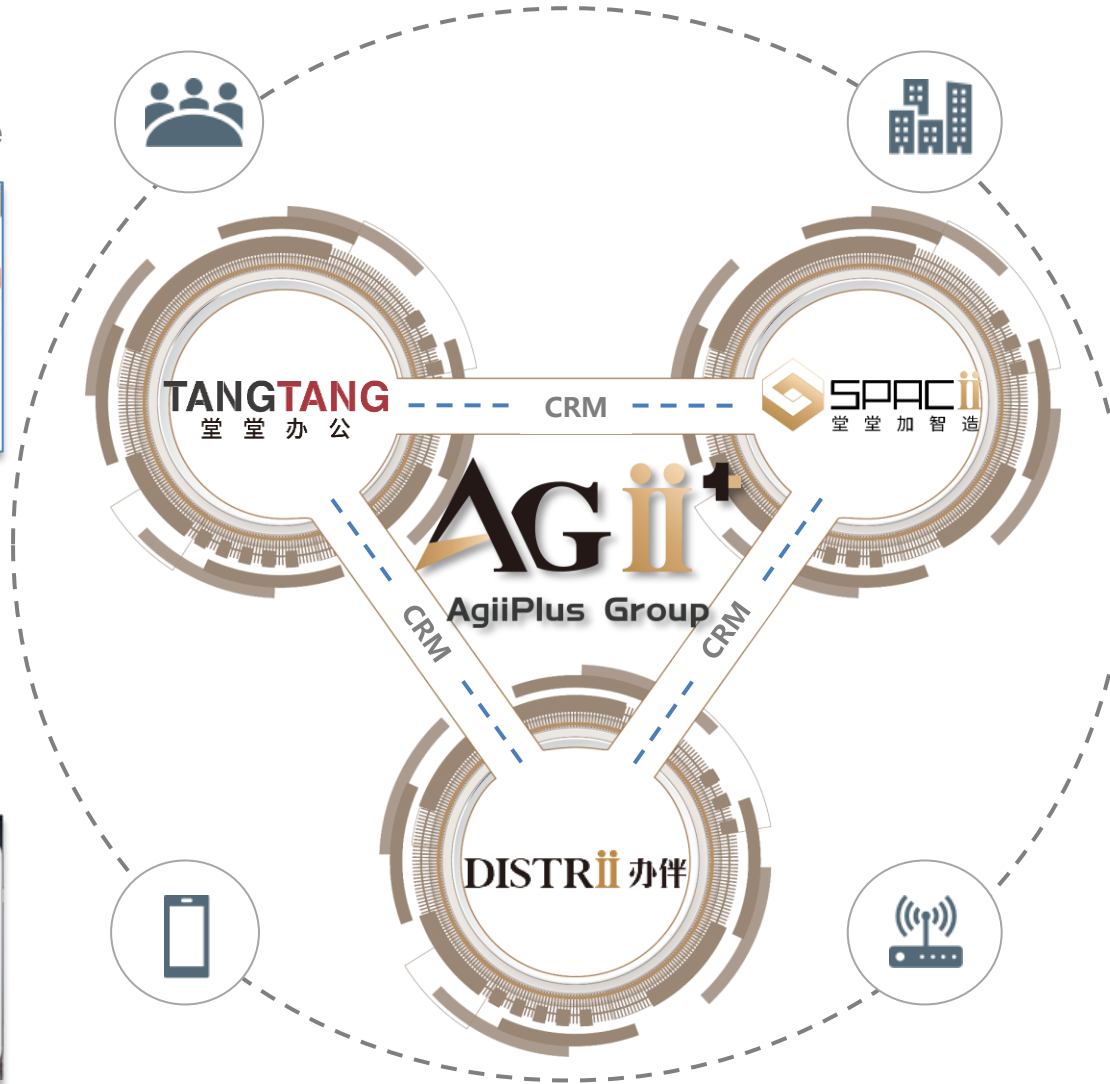 TANGTANG
堂堂办公
CRM
SPACii
堂堂加智造
AGii+
AgiiPlus Group
CRM
CRM
DISTRii 办伴